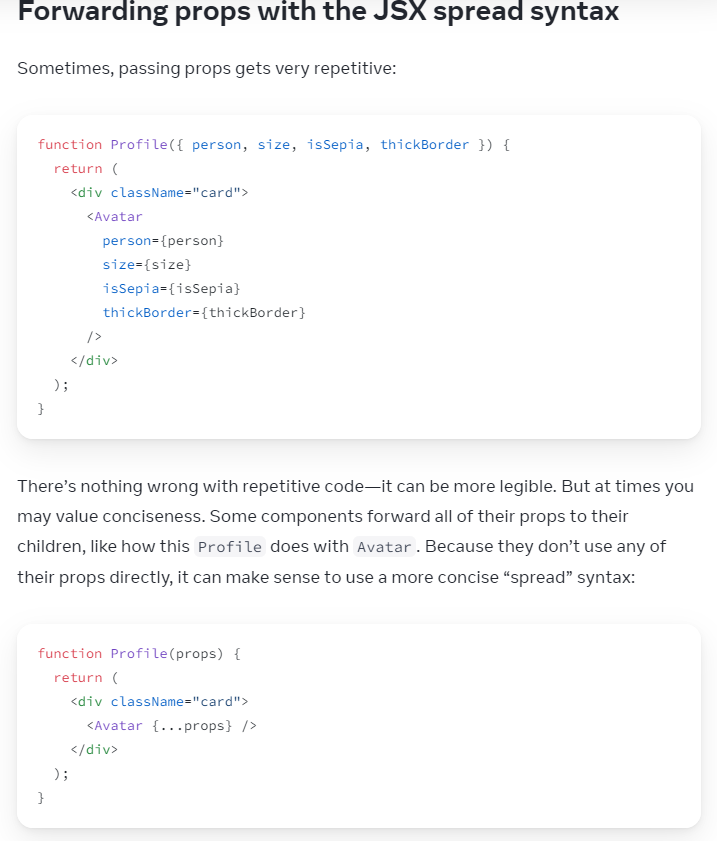 Forwarding props with the JSX spread syntax
Sometimes, passing props gets very repetitive:
function Profile({ person, size, isSepia, thickBorder }) {
  return (
    <div className="card">
      <Avatar
        person={person}
        size={size}
        isSepia={isSepia}
        thickBorder={thickBorder}
      />
    </div>
  );
}
There’s nothing wrong with repetitive code—it can be more legible. But at times you
may value conciseness. Some components forward all of their props to their
children, like how this Profile does with Avatar. Because they don’t use any of
their props directly, it can make sense to use a more concise “spread” syntax:
function Profile(props) {
  return (
    <div className="card">
      <Avatar {...props} />
    </div>
  );
}